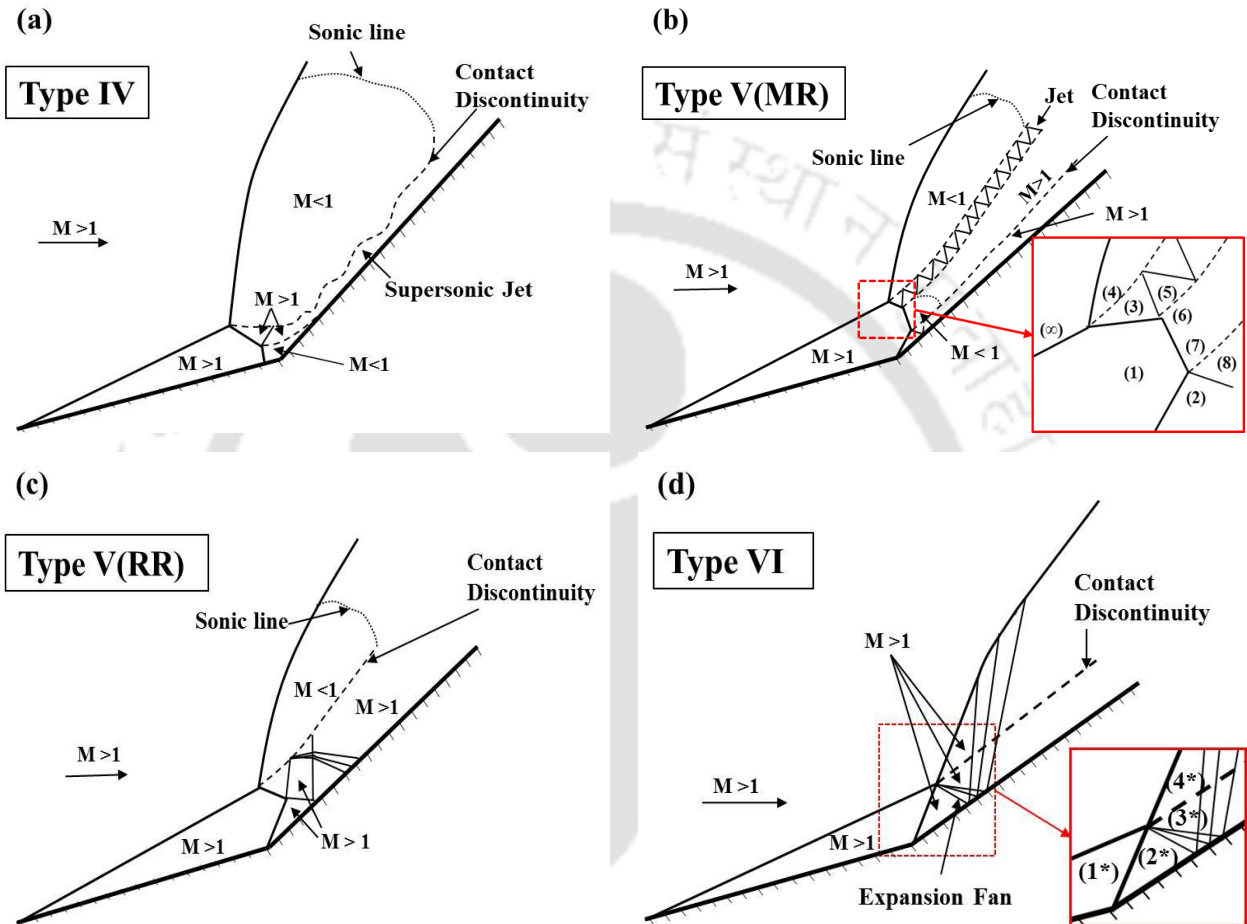 (a)
Sonic line
Type IV
Contact
Discontinuity
M<1
M >1
M >1
Supersonic Jet
M >1
M<1
(b)
Type V(MR)
Jet
Contact
Discontinuity
Sonic line
M<1
M>1
M >1
M >1
M >1
M < 1
(4)
(5)
(∞)
(3)
(6)
(7)
(1)
(8)
(2)
(c)
Type V(RR)
Contact
Discontinuity
Sonic line
M <1
M >1
M >1
M >1
M > 1
(d)
Type VI
Contact
Discontinuity
M >1
M >1
M >1
Expansion Fan
(4*)
(3*)
(1*)
(2*)